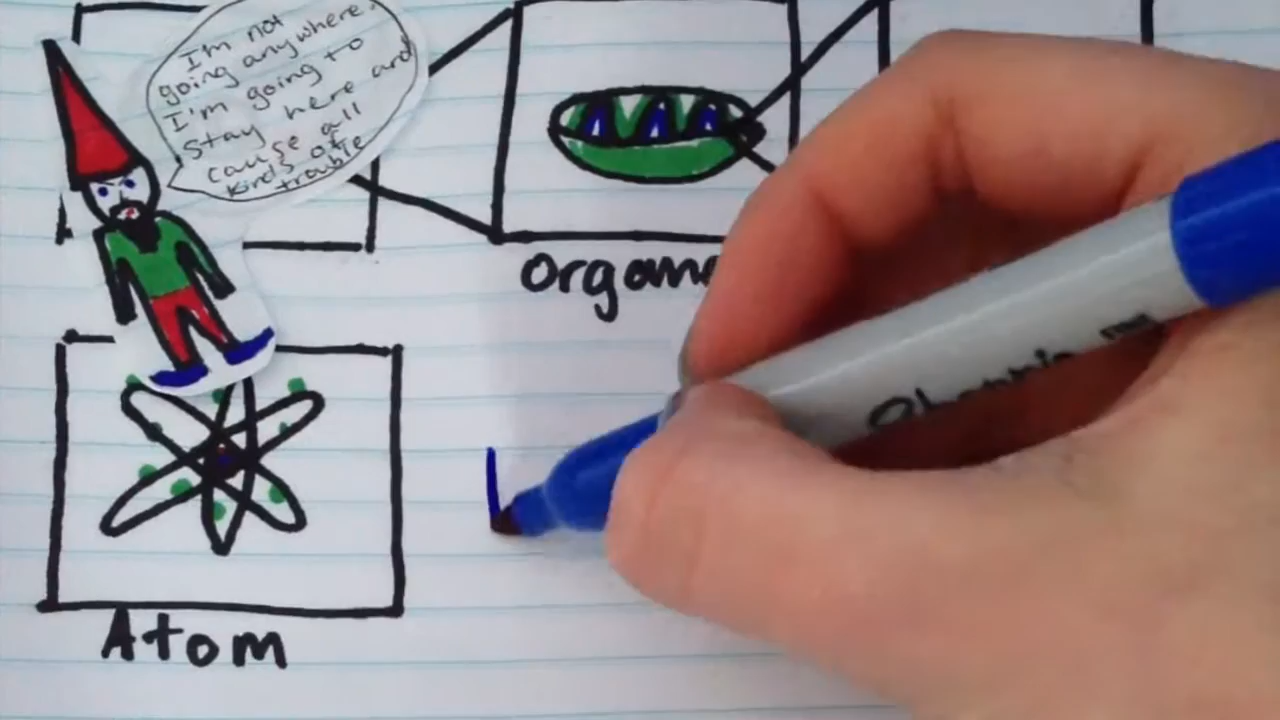 I'm not
going anywhere.
I'm going to
stay here and
cause all
kinds of
trouble
Atom